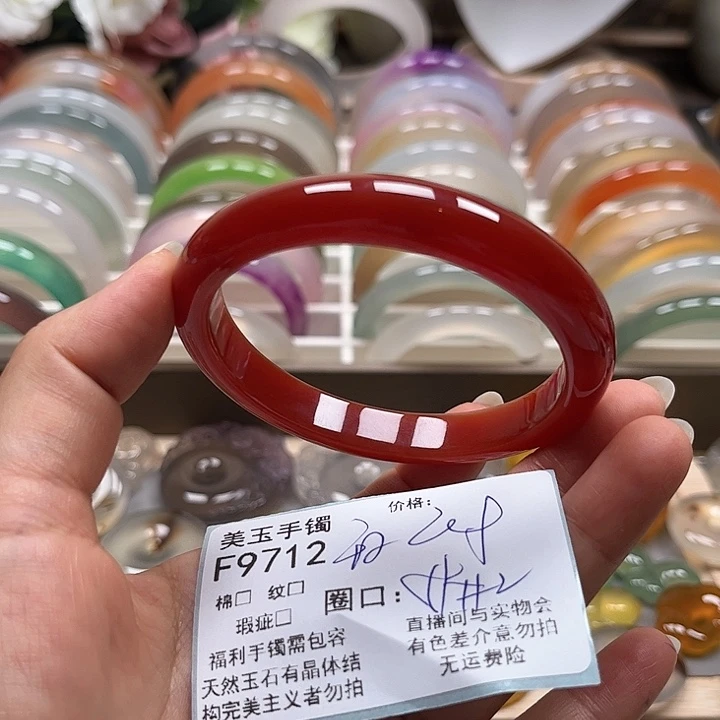 价格：
美玉手镯
F9712
棉□ 纹□
瑕疵□
圈口：
福利手镯需包容
天然玉石有晶体结
构完美主义者勿拍
直播间与实物会
有色差介意勿拍
无运费险